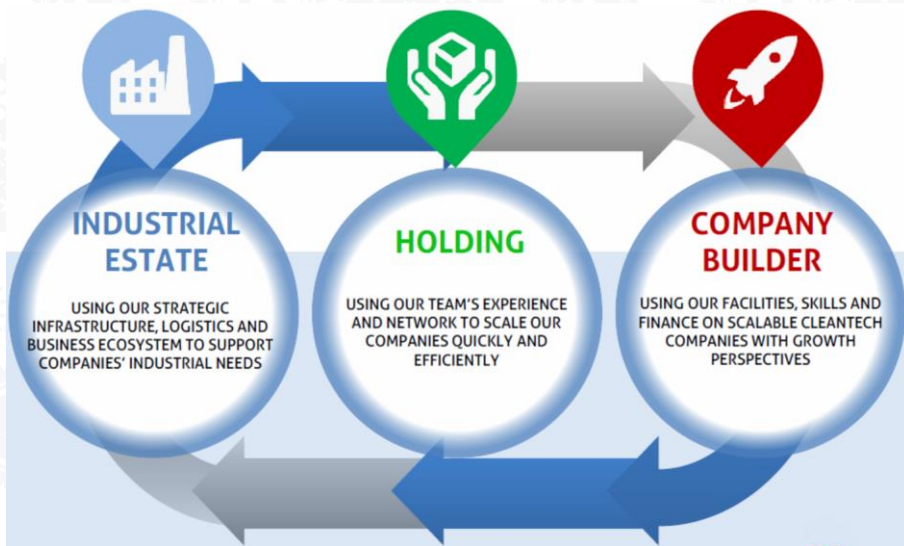 INDUSTRIAL
ESTATE
USING OUR STRATEGIC
INFRASTRUCTURE, LOGISTICS AND
BUSINESS ECOSYSTEM TO SUPPORT
COMPANIES’ INDUSTRIAL NEEDS
HOLDING
USING OUR TEAM’S EXPERIENCE
AND NETWORK TO SCALE OUR
COMPANIES QUICKLY AND
EFFICIENTLY
COMPANY
BUILDER
USING OUR FACILITIES, SKILLS AND
FINANCE ON SCALABLE CLEANTECH
COMPANIES WITH GROWTH
PERSPECTIVES